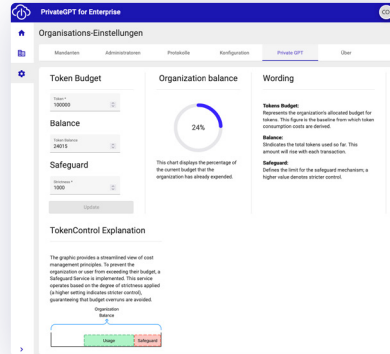 PrivateGPT for Enterprise
CO
Organisations-Einstellungen
Mandanten
Administratoren
Protokolle
Konfiguration
Private GPT
Über
Token Budget
Token *
100000
Balance
Token Balance
24015
Safeguard
Strictness *
1000
Update
Organization balance
24%
This chart displays the percentage of
the current budget that the
organization has already expended.
Wording
Tokens Budget:
Represents the organization's allocated budget for
tokens. This figure is the baseline from which token
consumption costs are derived.
Balance:
SIndicates the total tokens used so far. This
amount will rise with each transaction.
Safeguard:
Defines the limit for the safeguard mechanism; a
higher value denotes stricter control.
TokenControl Explanation
The graphic provides a streamlined view of cost
management principles. To prevent the
organization or user from exceeding their budget, a
Safeguard Service is implemented. This service
operates based on the degree of strictness applied
(a higher setting indicates stricter control),
guaranteeing that budget overruns are avoided.
Organization
Balance
Usage
Safeguard